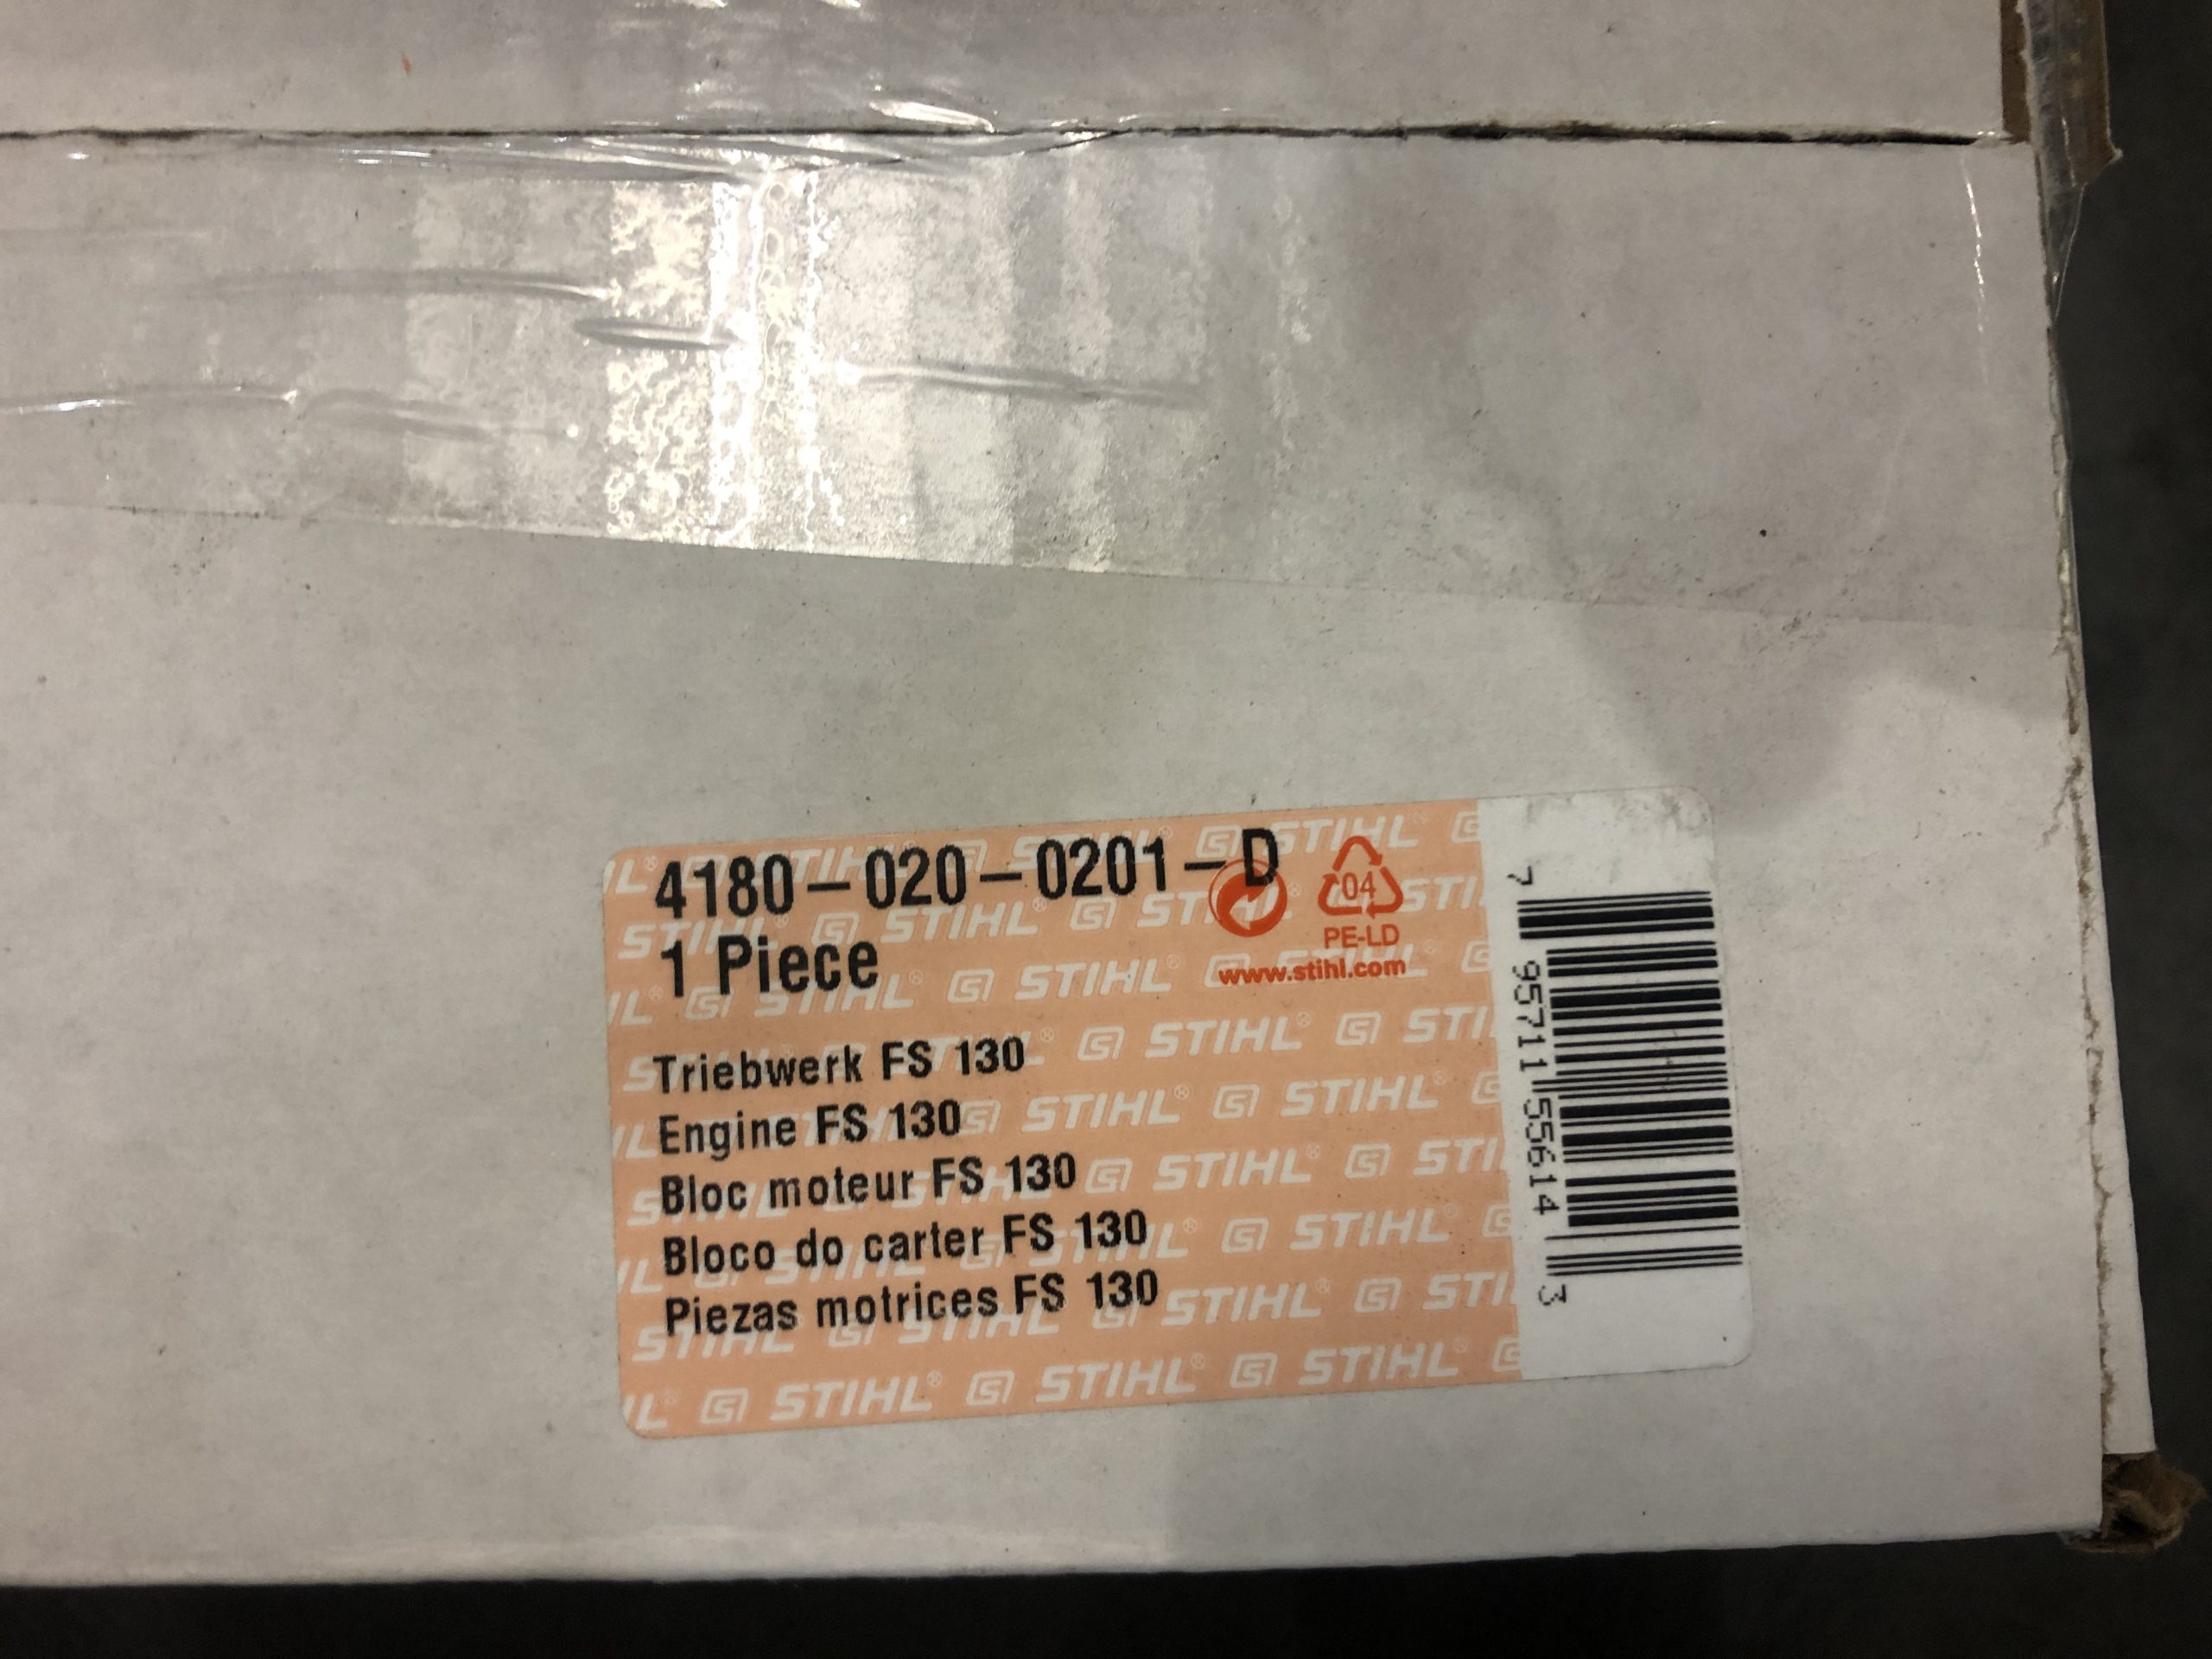 4180-020-0201-D
1 Piece
04
PE-LD
www.stihl.com
Triebwerk FS 130
Engine FS 130
Bloc moteur FS 130
Bloco do carter FS 130
Piezas motrices FS 130
STIHL
7 95711 55614 3